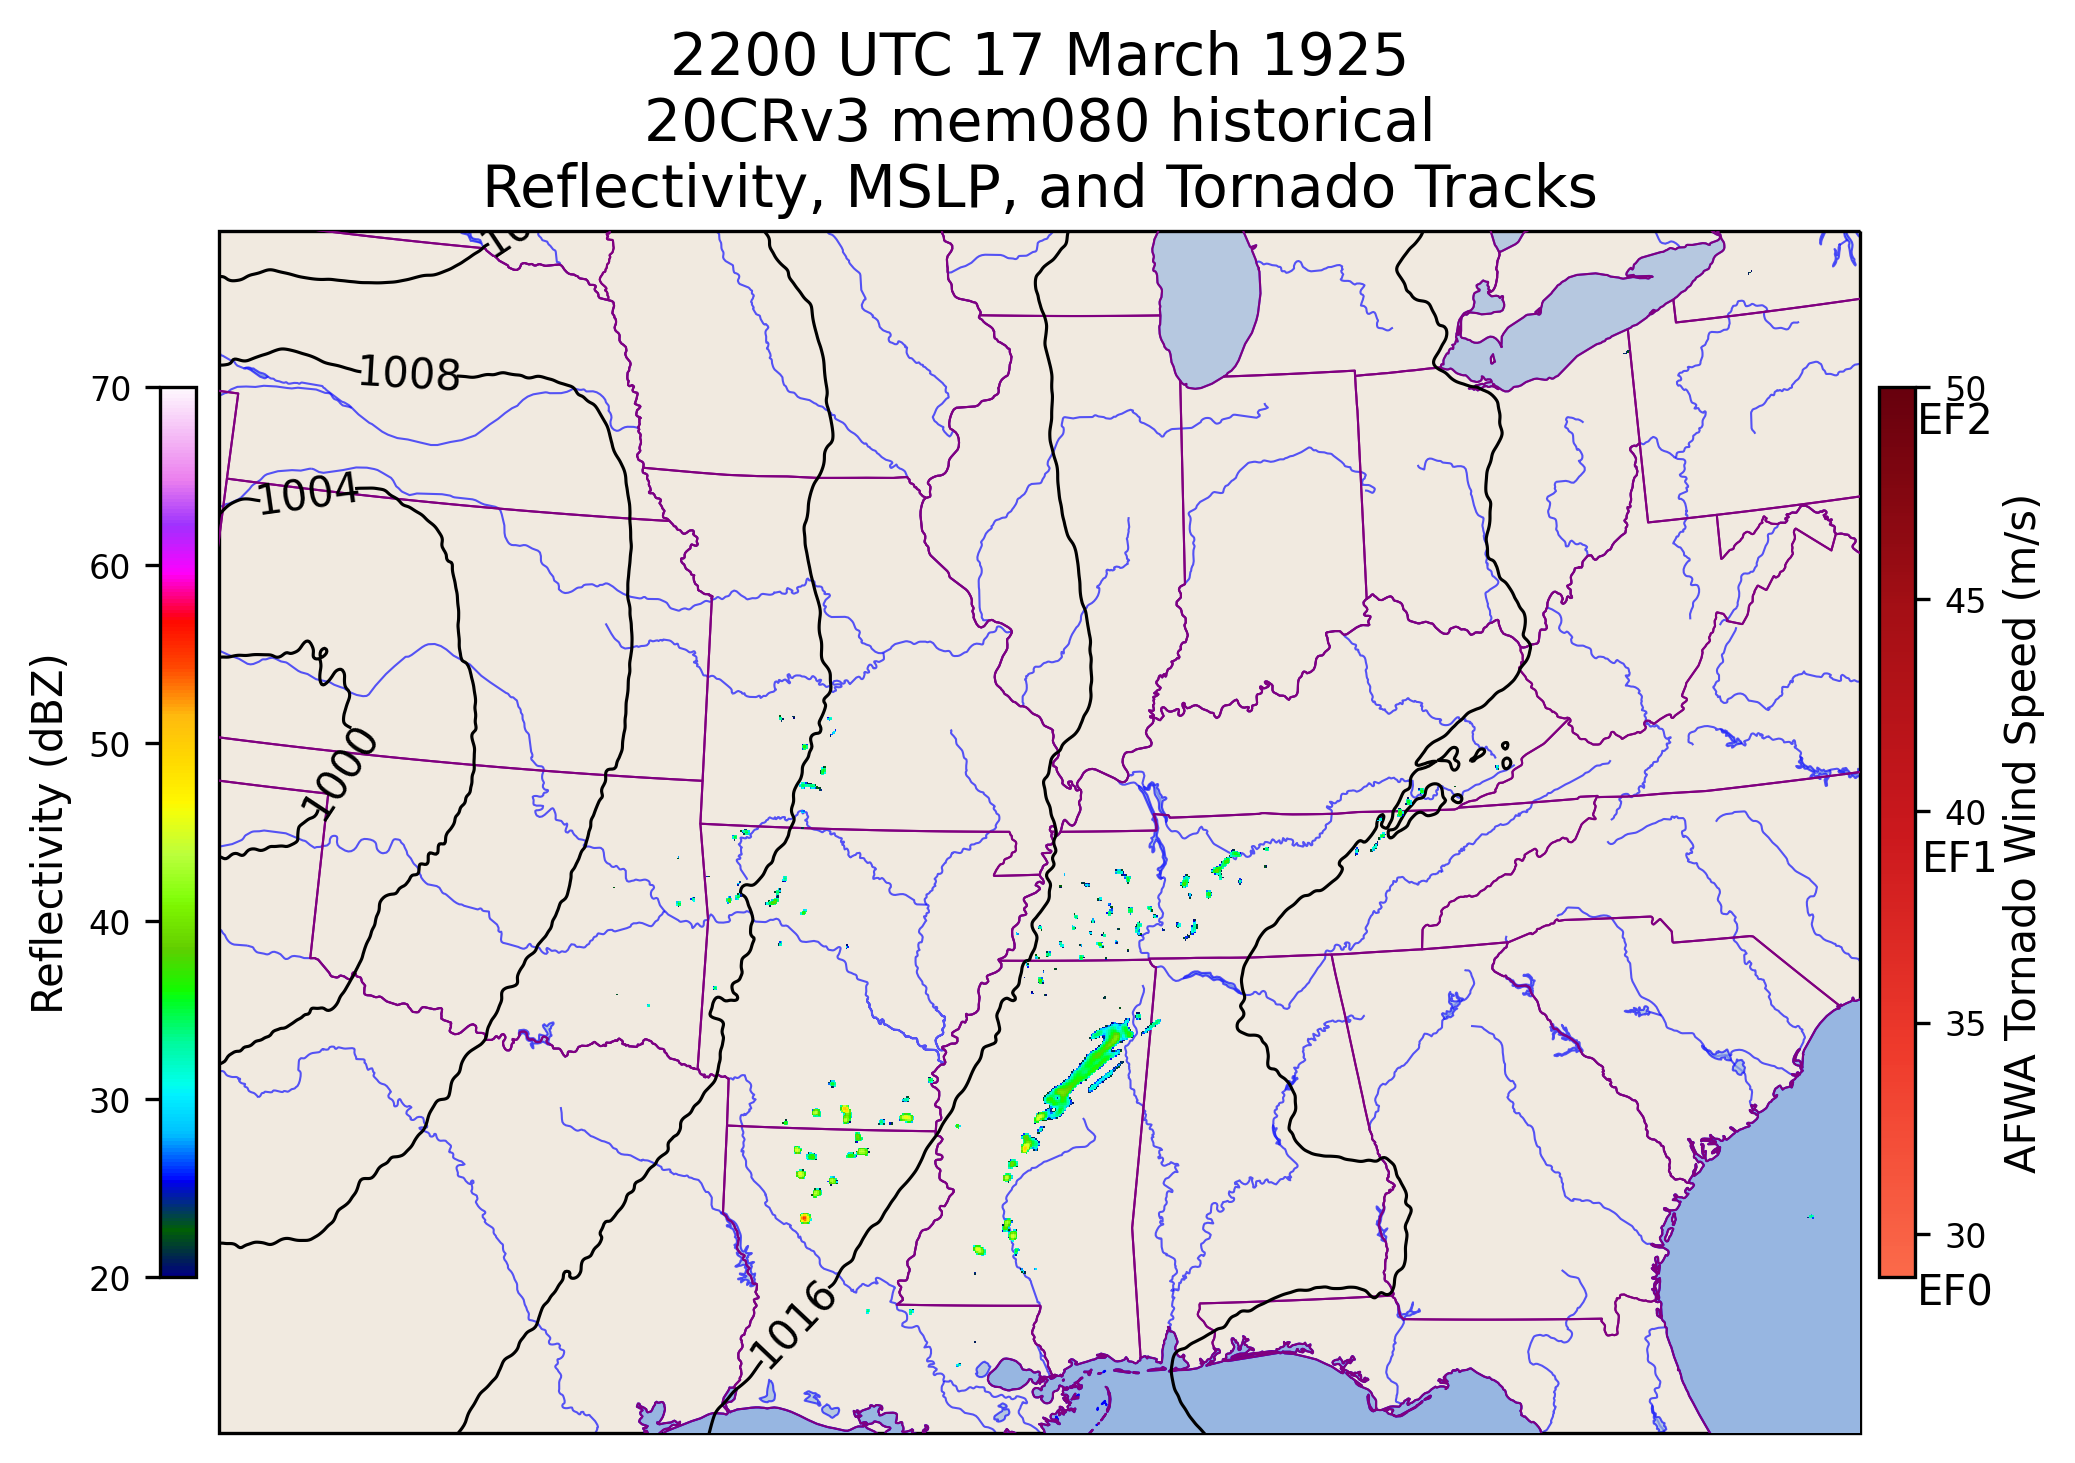 2200 UTC 17 March 1925
20CRv3 mem080 historical
Reflectivity, MSLP, and Tornado Tracks
1008
1004
1000
1016
70
60
50
40
30
20
Reflectivity (dBZ)
50
EF2
45
40
EF1
35
30
EF0
AFWA Tornado Wind Speed (m/s)